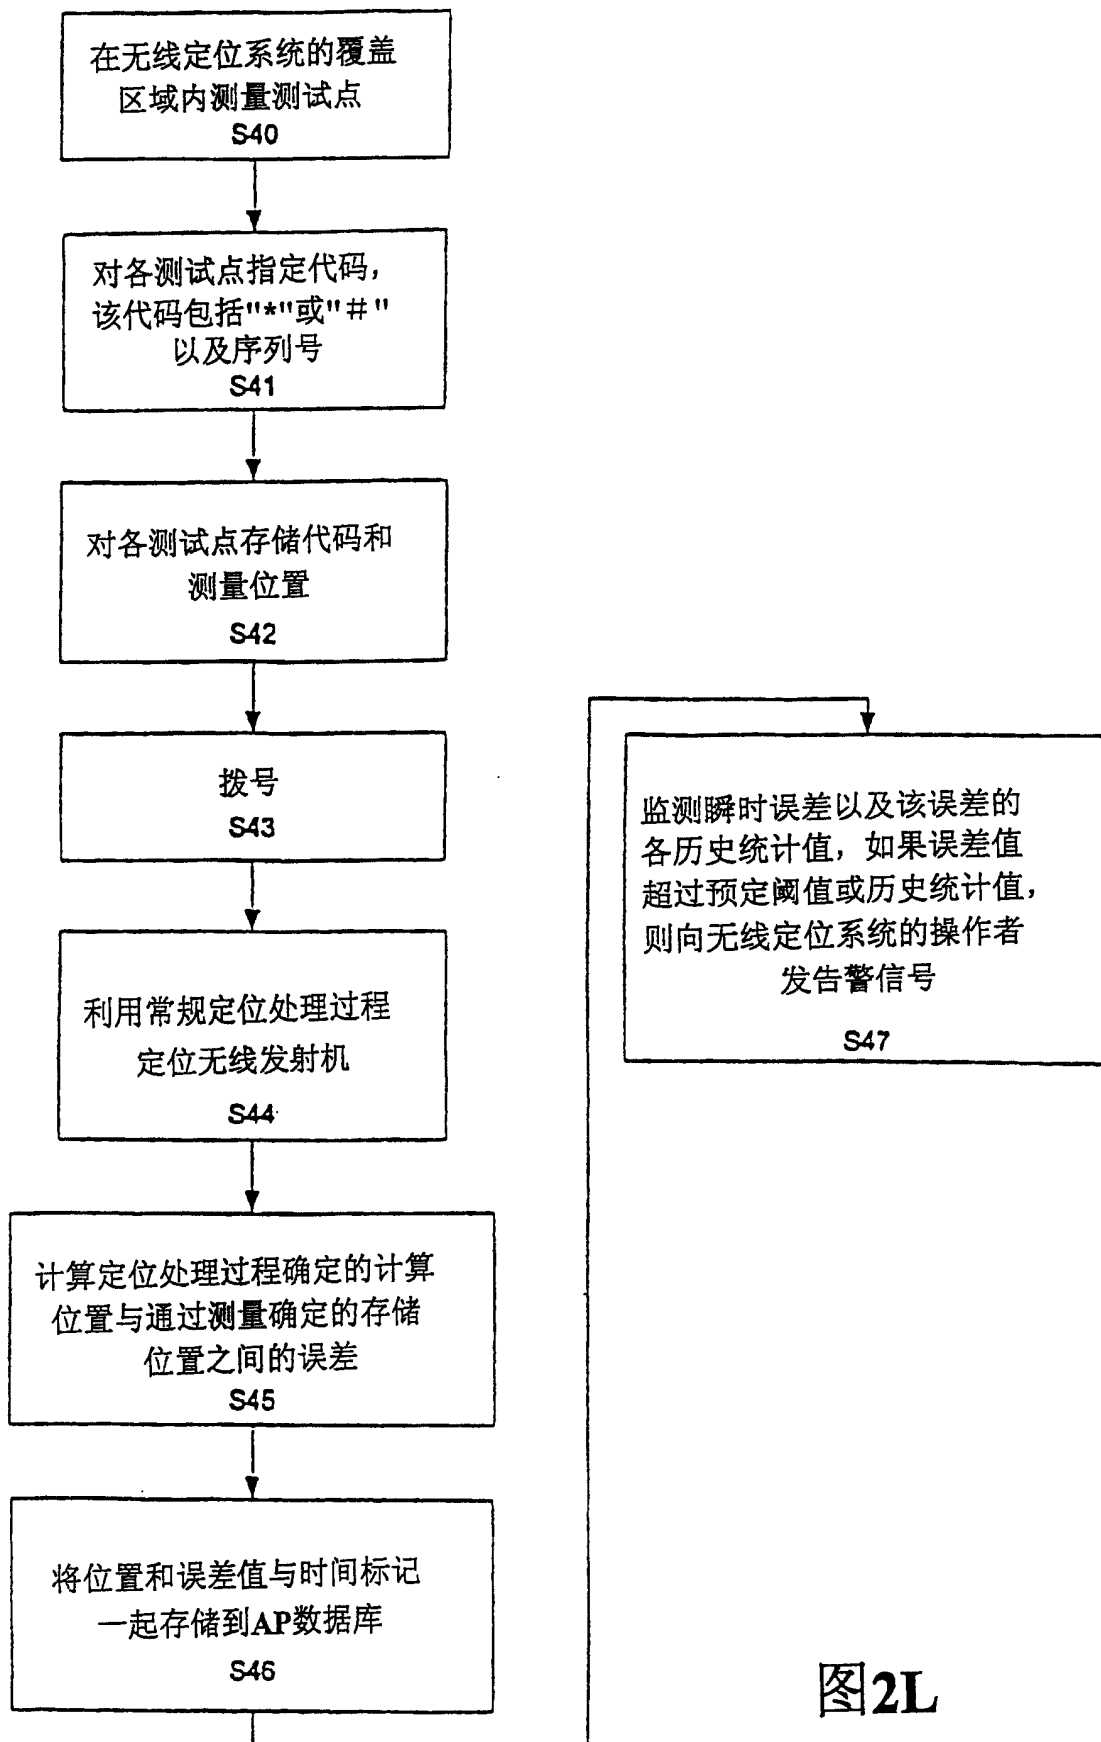 在无线定位系统的覆盖
区域内测量测试点
S40
对各测试点指定代码，
该代码包括"*"或"#"
以及序列号
S41
对各测试点存储代码和
测量位置
S42
拨号
S43
利用常规定位处理过程
定位无线发射机
S44
计算定位处理过程确定的计算
位置与通过测量确定的存储
位置之间的误差
S45
将位置和误差值与时间标记
一起存储到AP数据库
S46
监测瞬时误差以及该误差的
各历史统计值，如果误差值
超过预定阈值或历史统计值，
则向无线定位系统的操作者
发告警信号
S47
图2L